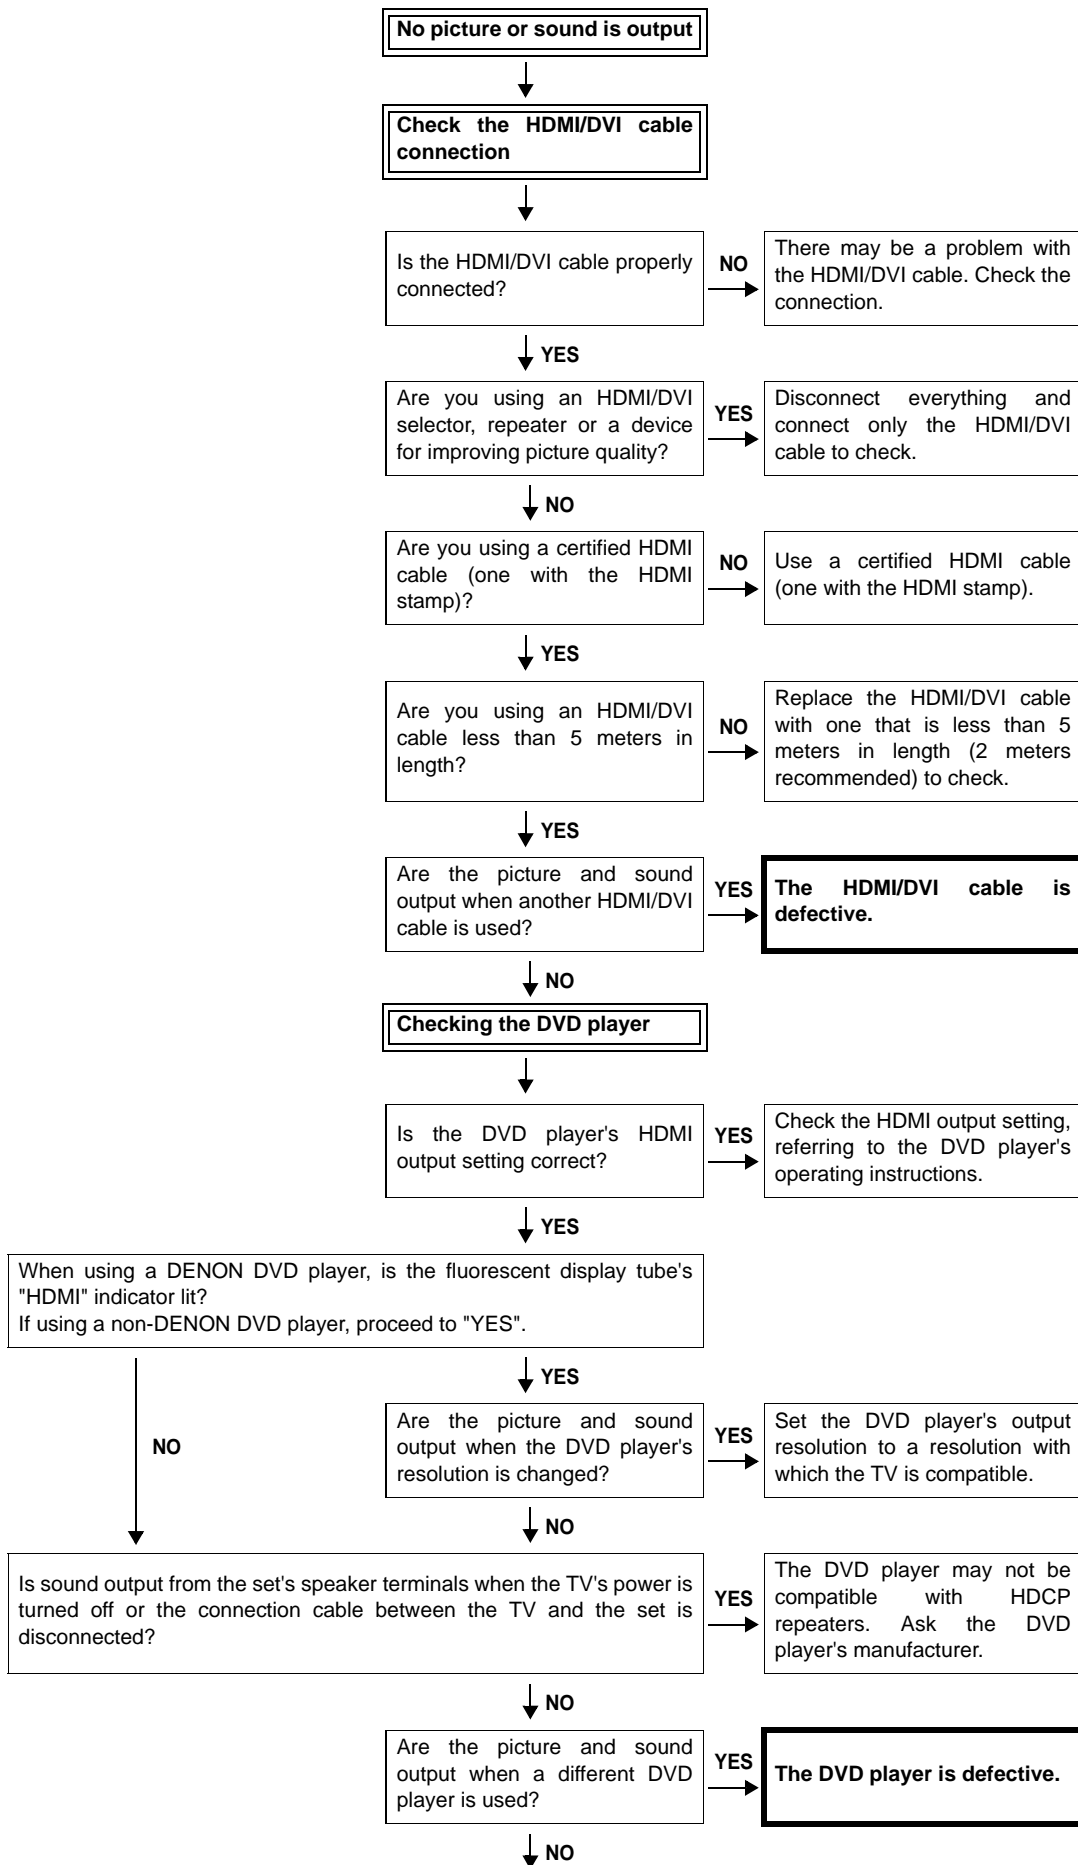 No picture or sound is output
Check the HDMI/DVI cable
connection
Is the HDMI/DVI cable properly
connected?
NO
There may be a problem with
the HDMI/DVI cable. Check the
connection.
YES
Are you using an HDMI/DVI
selector, repeater or a device
for improving picture quality?
YES
Disconnect everything and
connect only the HDMI/DVI
cable to check.
NO
Are you using a certified HDMI
cable (one with the HDMI
stamp)?
NO
Use a certified HDMI cable
(one with the HDMI stamp).
YES
Are you using an HDMI/DVI
cable less than 5 meters in
length?
NO
Replace the HDMI/DVI cable
with one that is less than 5
meters in length (2 meters
recommended) to check.
YES
Are the picture and sound
output when another HDMI/DVI
cable is used?
YES
The HDMI/DVI cable is
defective.
NO
Checking the DVD player
Is the DVD player's HDMI
output setting correct?
YES
Check the HDMI output setting,
referring to the DVD player's
operating instructions.
YES
When using a DENON DVD player, is the fluorescent display tube's
"HDMI" indicator lit?
If using a non-DENON DVD player, proceed to "YES".
YES
Are the picture and sound
output when the DVD player's
resolution is changed?
YES
Set the DVD player's output
resolution to a resolution with
which the TV is compatible.
NO
NO
Is sound output from the set's speaker terminals when the TV's power is
turned off or the connection cable between the TV and the set is
disconnected?
YES
The DVD player may not be
compatible with HDCP
repeaters. Ask the DVD
player's manufacturer.
NO
Are the picture and sound
output when a different DVD
player is used?
YES
The DVD player is defective.
NO